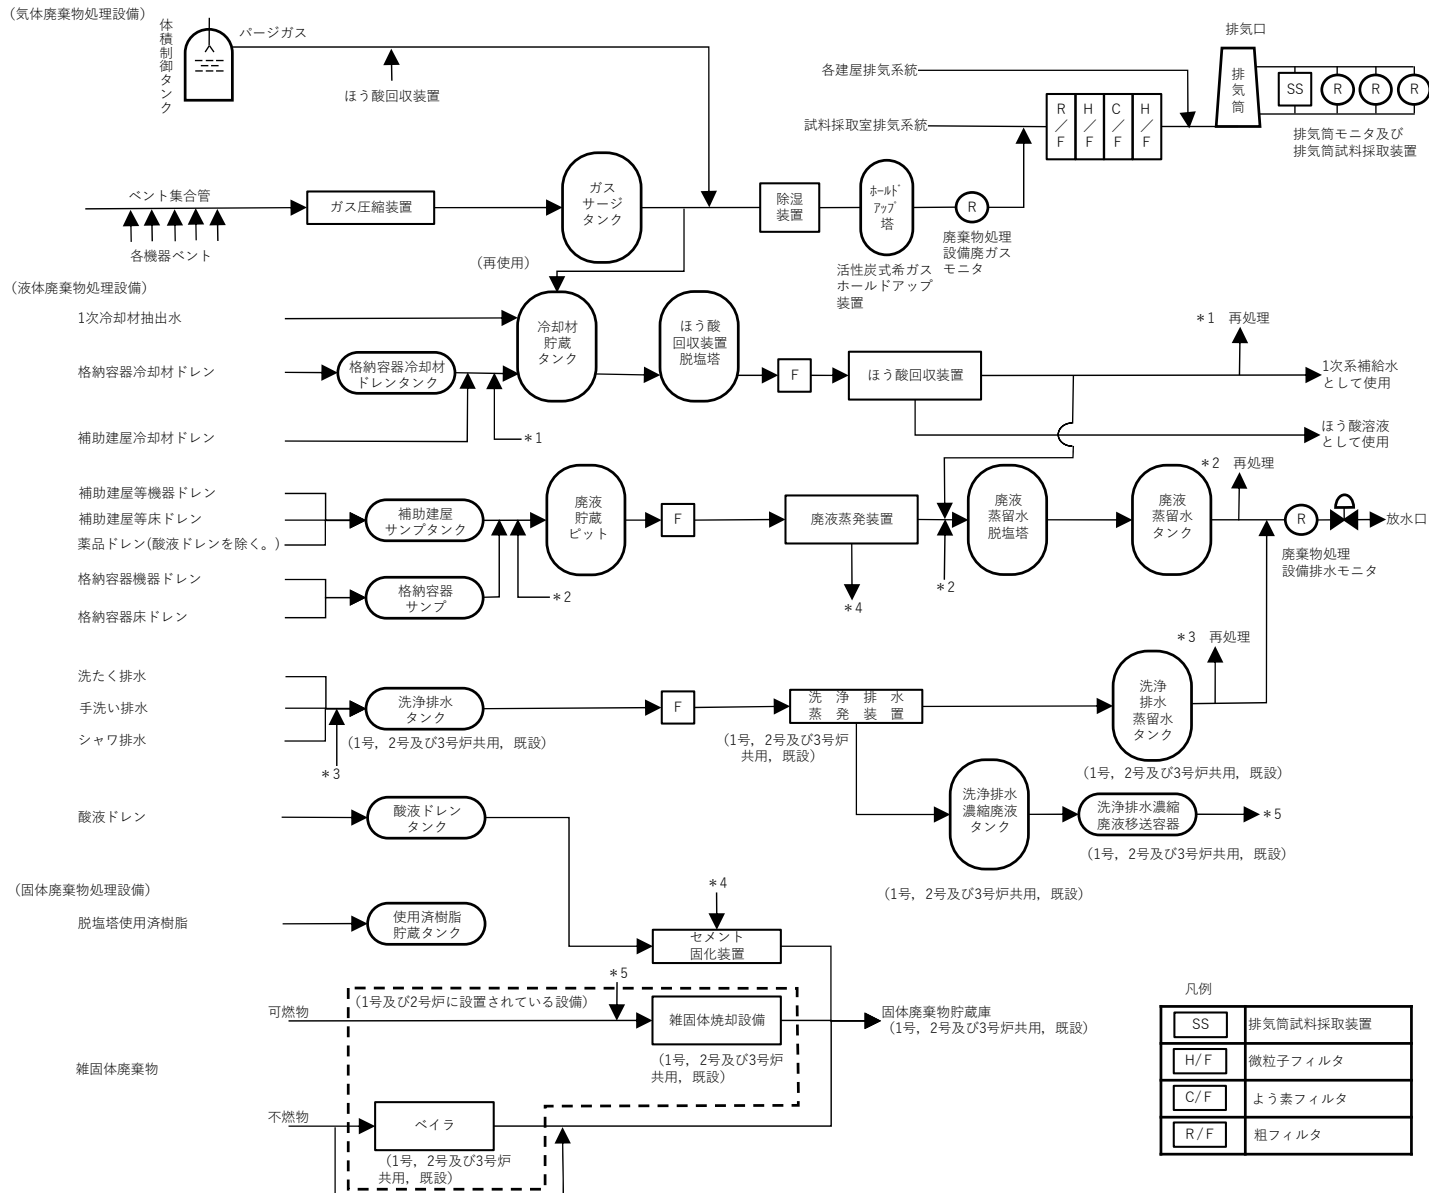 (気体廃棄物処理設備)
体積制御タンク
パージガス
ほう酸回収装置
排気口
各建屋排気系統
試料採取室排気系統
R/F
H/F
C/F
H/F
排気筒
SS
R
R
R
排気筒モニタ及び
排気筒試料採取装置
ベント集合管
各機器ベント
ガス圧縮装置
ガス
サージ
タンク
除湿
装置
ホールド
アップ
塔
R
廃棄物処理
設備廃ガス
モニタ
活性炭式希ガス
ホールドアップ
装置
(再使用)
(液体廃棄物処理設備)
1次冷却材抽出水
格納容器冷却材ドレン
格納容器冷却材
ドレンタンク
補助建屋冷却材ドレン
*1
冷却材
貯蔵
タンク
ほう酸
回収装置
脱塩塔
F
ほう酸回収装置
*1 再処理
1次系補給水
として使用
ほう酸溶液
として使用
補助建屋等機器ドレン
補助建屋等床ドレン
薬品ドレン(酸液ドレンを除く。)
補助建屋
サンプタンク
格納容器機器ドレン
格納容器床ドレン
格納容器
サンプ
*2
廃液
貯蔵
ピット
F
廃液蒸発装置
*4
*2
廃液
蒸留水
脱塩塔
廃液
蒸留水
タンク
*2 再処理
R
放水口
廃棄物処理
設備排水モニタ
洗たく排水
手洗い排水
シャワ排水
*3
洗浄排水
タンク
(1号, 2号及び3号炉共用, 既設)
F
洗浄排水
蒸発装置
(1号, 2号及び3号炉
共用, 既設)
*3 再処理
洗浄
排水
蒸留水
タンク
(1号, 2号及び3号炉共用, 既設)
洗浄排水
濃縮廃液
タンク
(1号, 2号及び3号炉共用, 既設)
洗浄排水濃縮
廃液移送容器
(1号, 2号及び3号炉共用, 既設)
*5
酸液ドレン
酸液ドレン
タンク
(固体廃棄物処理設備)
脱塩塔使用済樹脂
使用済樹脂
貯蔵タンク
*4
セメント
固化装置
*5
可燃物
(1号及び2号炉に設置されている設備)
雑固体焼却設備
(1号, 2号及び3号炉
共用, 既設)
固体廃棄物貯蔵庫
(1号, 2号及び3号炉共用, 既設)
雑固体廃棄物
不燃物
ベイラ
(1号, 2号及び3号炉
共用, 既設)
凡例
SS 排気筒試料採取装置
H/F 微粒子フィルタ
C/F よう素フィルタ
R/F 粗フィルタ